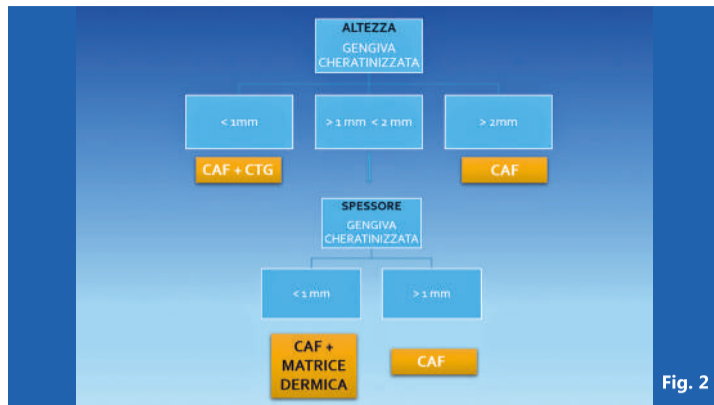 ALTEZZA
GENGIVA
CHERATINIZZATA
< 1mm
> 1 mm < 2 mm
> 2mm
CAF + CTG
CAF
SPESSORE
GENGIVA
CHERATINIZZATA
< 1 mm
> 1 mm
CAF +
MATRICE
DERMICA
CAF
Fig. 2